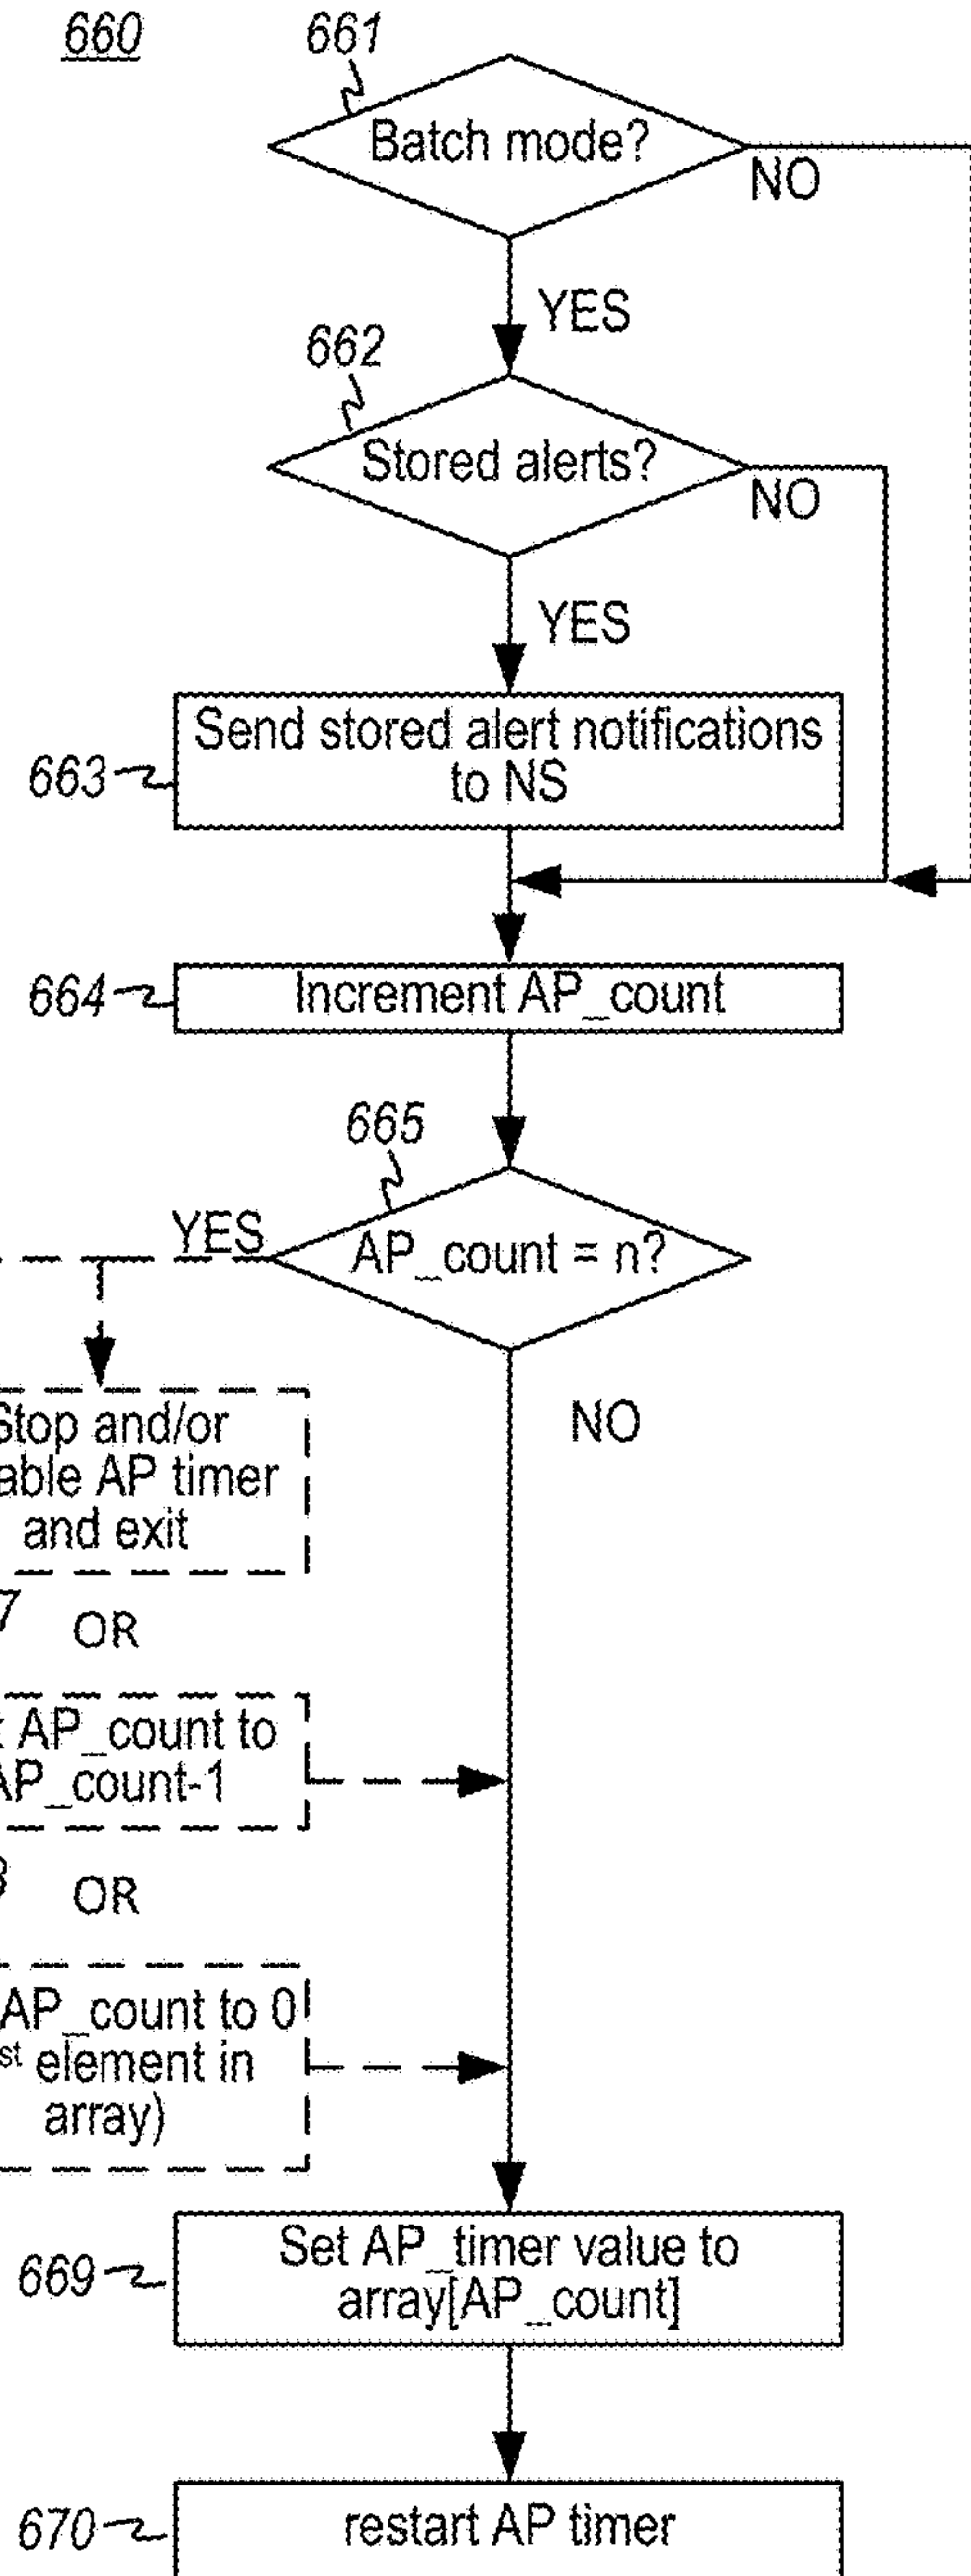 660
661
Batch mode?
NO
YES
662
Stored alerts?
NO
YES
663
Send stored alert notifications
to NS
664
Increment AP_count
665
YES
AP_count = n?
NO
Stop and/or
AP timer
and exit
OR
AP_count to
AP_count-1
OR
AP_count to 0
element in
array)
669
Set AP_timer value to
array[AP_count]
670
restart AP timer